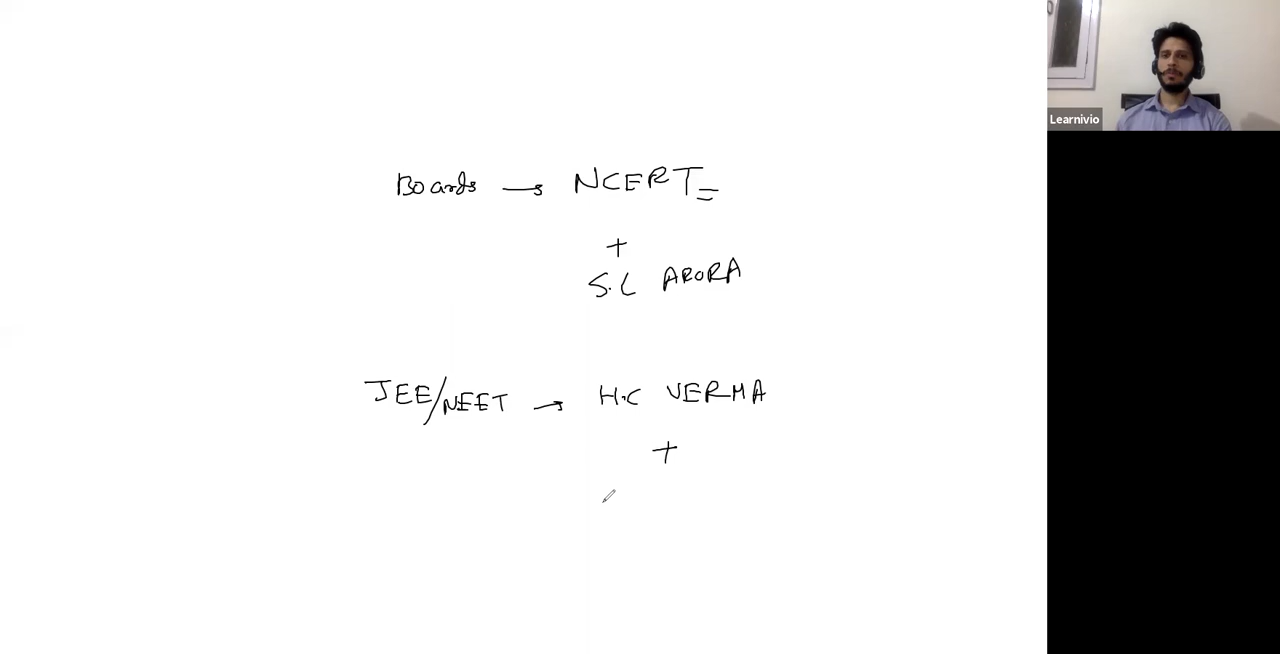 Learnivio
Boards → NCERT
+
S.L ARORA
JEE/NEET → H.C VERMA
+